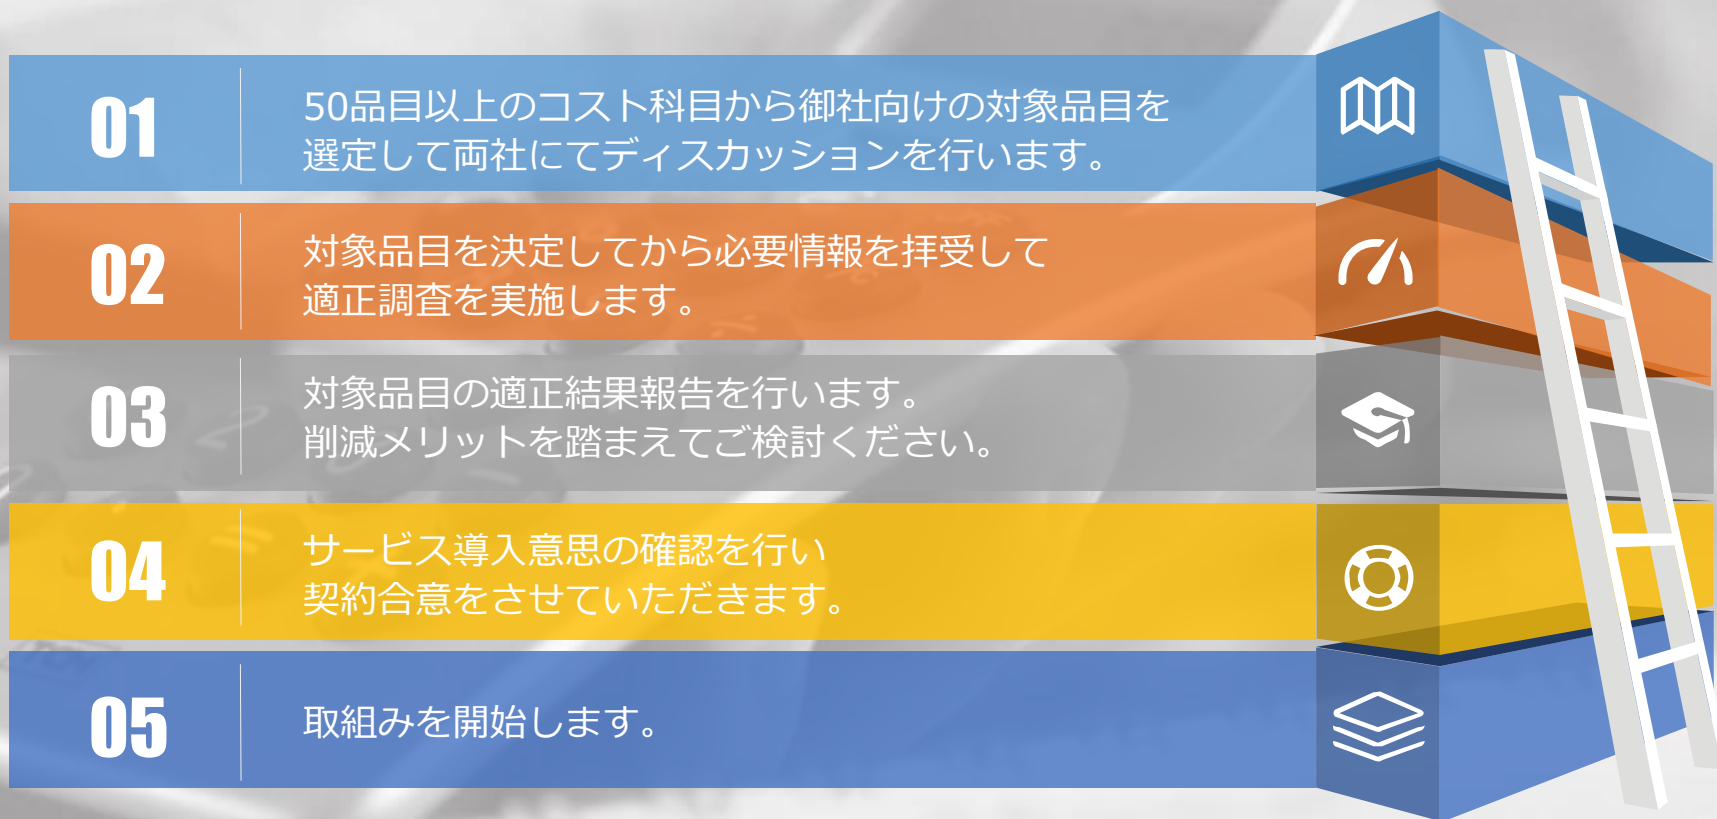 01
50品目以上のコスト科目から御社向けの対象品目を
選定して両社にてディスカッションを行います。
02
対象品目を決定してから必要情報を拝受して
適正調査を実施します。
03
対象品目の適正結果報告を行います。
削減メリットを踏まえてご検討ください。
04
サービス導入意思の確認を行い
契約合意をさせていただきます。
05
取組みを開始します。